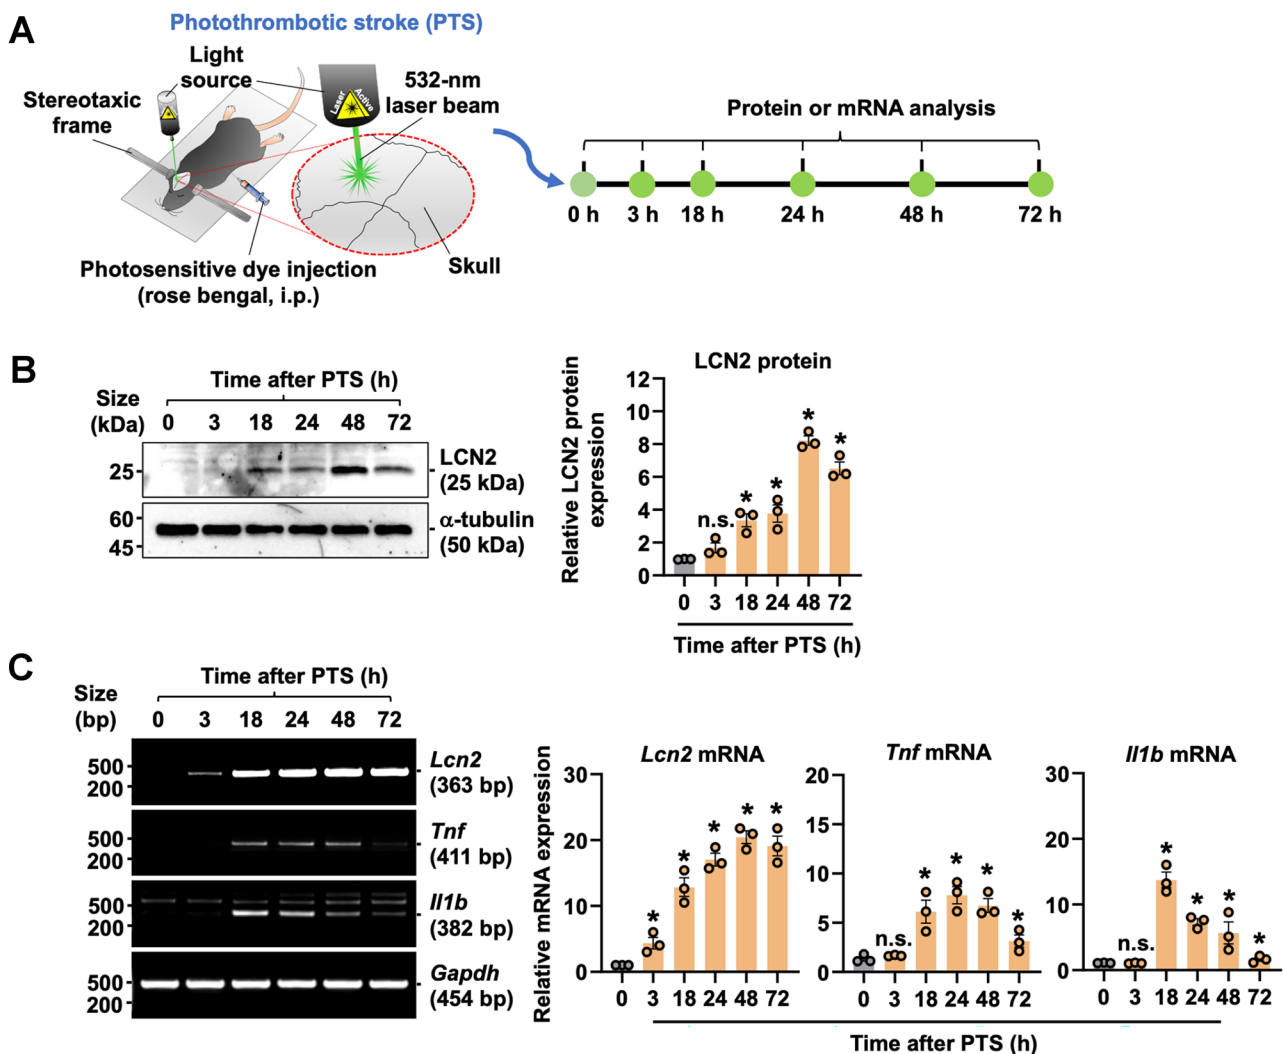 A
Photothrombotic stroke (PTS)
Light
source
532-nm
laser beam
Stereotaxic
frame
Laser
Active
Photosensitive dye injection
(rose bengal, i.p.)
Skull
Protein or mRNA analysis
0 h 3 h 18 h 24 h 48 h 72 h
B
Time after PTS (h)
Size
(kDa) 0 3 18 24 48 72
25
LCN2
(25 kDa)
60
45
α-tubulin
(50 kDa)
LCN2 protein
Relative LCN2 protein
expression
12
10
8
6
4
2
0
n.s. * * * *
0 3 18 24 48 72
Time after PTS (h)
C
Time after PTS (h)
Size
(bp) 0 3 18 24 48 72
500
200
Lcn2
(363 bp)
500
200
Tnf
(411 bp)
500
200
Il1b
(382 bp)
500
200
Gapdh
(454 bp)
Relative mRNA expression
Lcn2 mRNA
30
20
10
0
* * * * *
0 3 18 24 48 72
Tnf mRNA
20
15
10
5
0
n.s. * * * *
0 3 18 24 48 72
Il1b mRNA
30
20
10
0
n.s. * * * *
0 3 18 24 48 72
Time after PTS (h)